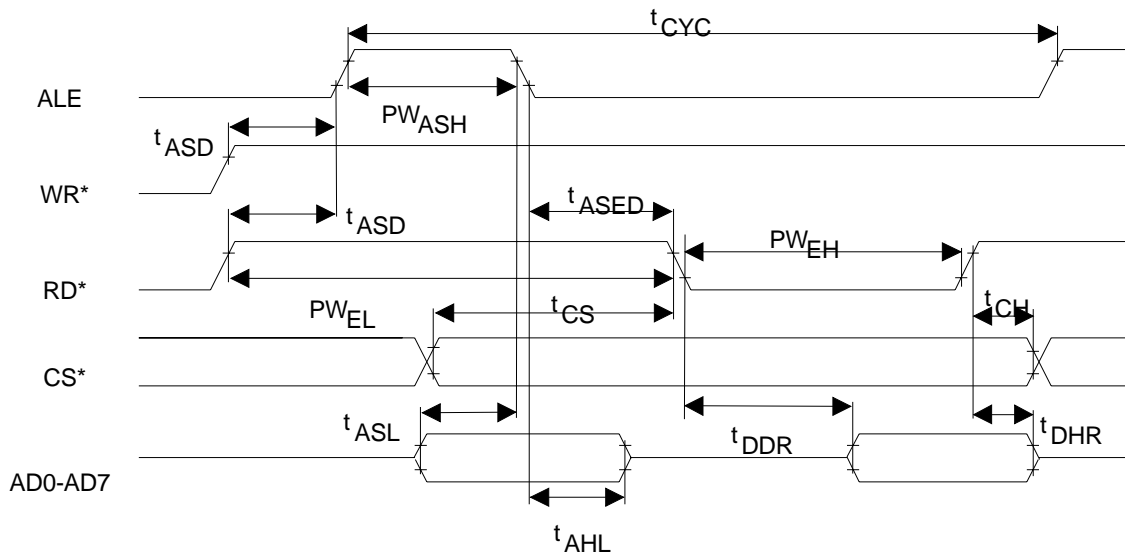 tCYC
ALE
PWASH
tASD
WR*
tASED
tASD
PWEH
RD*
PWEL
tCS
tCH
CS*
tASL
tDDR
tDHR
AD0-AD7
tAHL